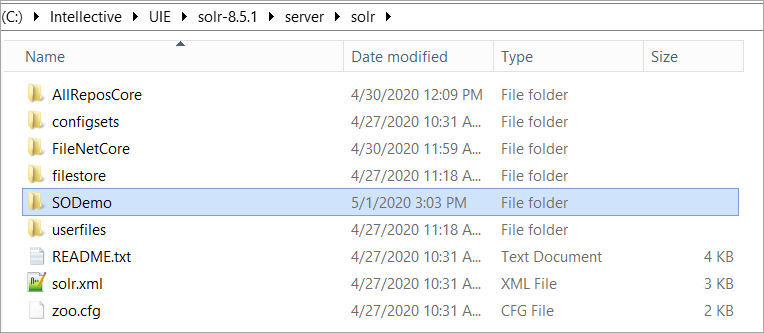 (C:) Intellective UIE solr-8.5.1 server solr
Name Date modified Type Size
AllReposCore 4/30/2020 12:09 PM File folder
configsets 4/27/2020 10:31 A... File folder
FileNetCore 4/30/2020 11:59 A... File folder
filestore 4/27/2020 11:18 A... File folder
SODemo 5/1/2020 3:03 PM File folder
userfiles 4/27/2020 11:18 A... File folder
README.txt 4/27/2020 10:31 A... Text Document 4 KB
solr.xml 4/27/2020 10:31 A... XML File 3 KB
zoo.cfg 4/27/2020 10:31 A... CFG File 2 KB